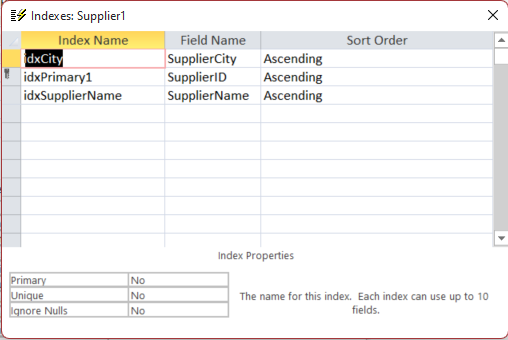 Indexes: Supplier1
Index Name Field Name Sort Order
idxCity SupplierCity Ascending
idxPrimary1 SupplierID Ascending
idxSupplierName SupplierName Ascending
Index Properties
Primary No
Unique No
Ignore Nulls No
The name for this index. Each index can use up to 10
fields.